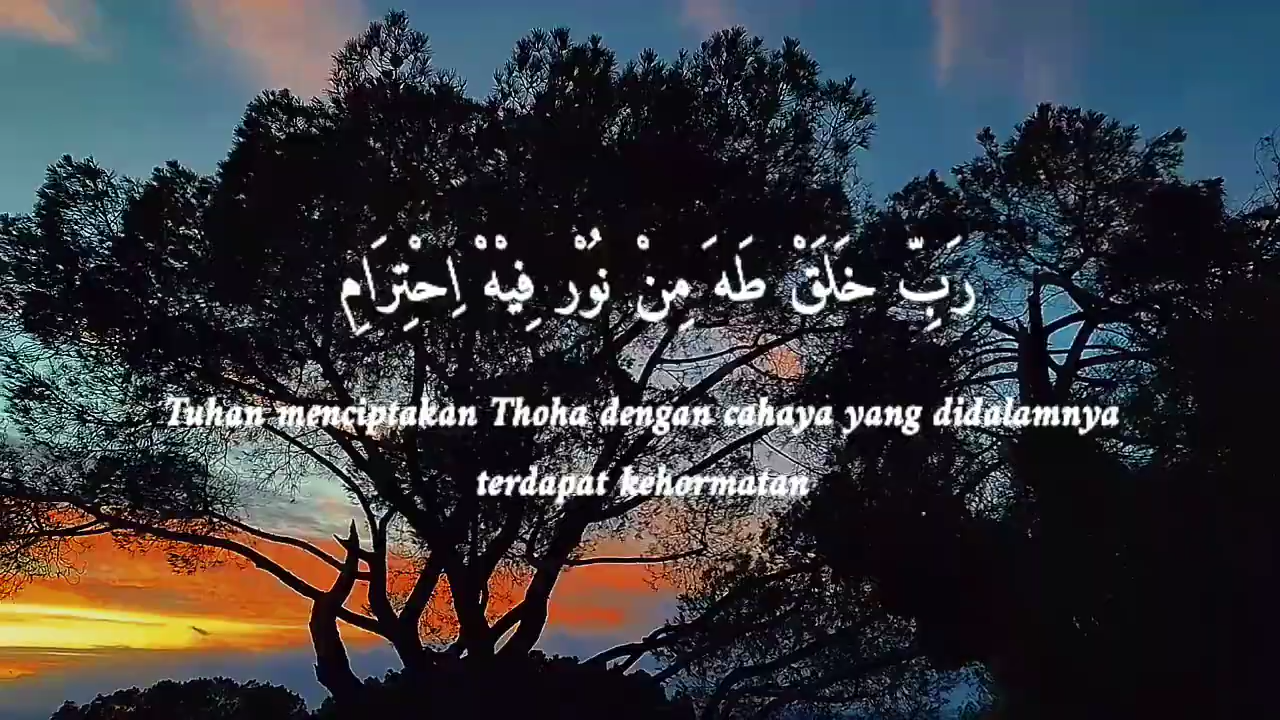 رَبِّ خَلَقْ طَهَ مِنْ نُوْر فِيْهْ اِحْتِرَامِ
Tuhan menciptakan Thoha dengan cahaya yang didalamnya
terdapat kehormatan